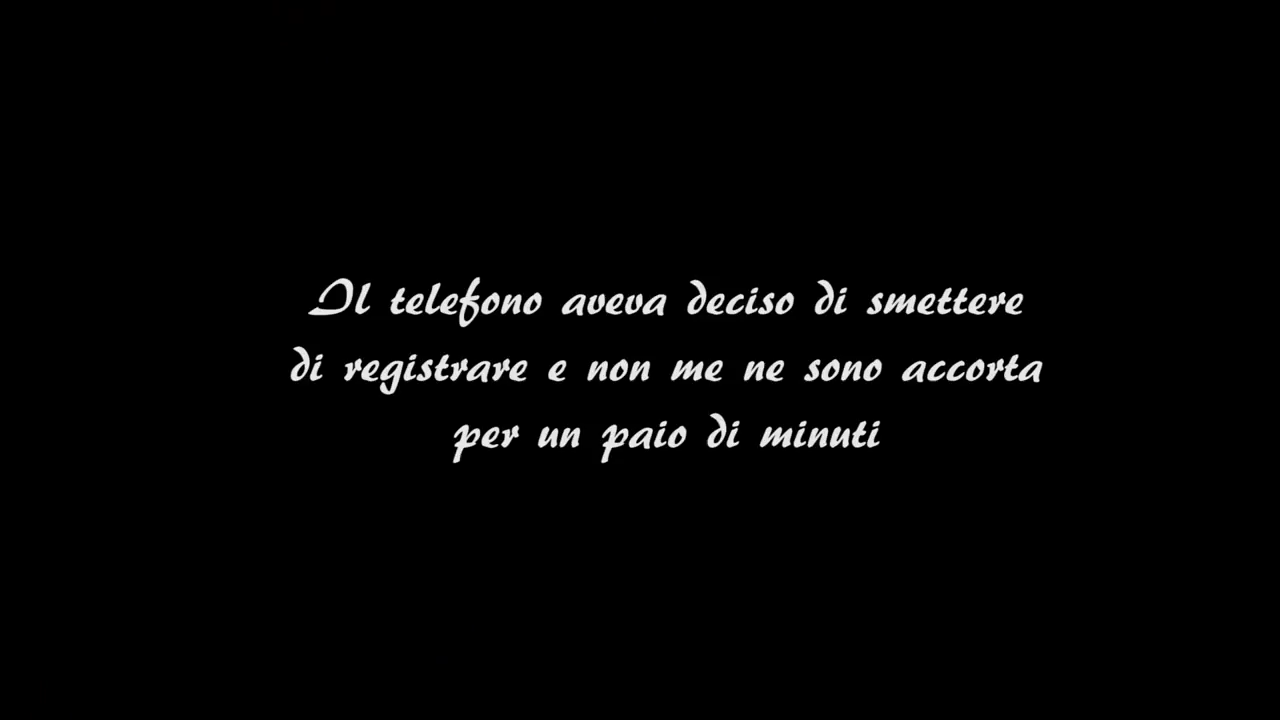 Il telefono aveva deciso di smettere
di registrare e non me ne sono accorta
per un paio di minuti